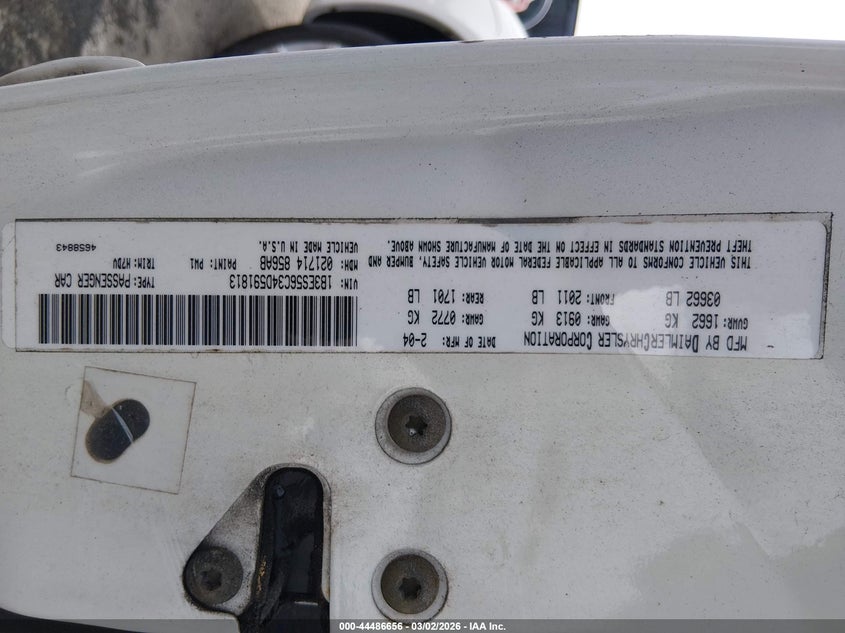 MFD BY DAIMLERCHRYSLER CORPORATION DATE OF MFR: 2-04
GVWR: 1662 KG GAWR: 0913 KG GAWR: 0772 KG
03662 LB FRONT: 2011 LB REAR: 1701 LB
THIS VEHICLE CONFORMS TO ALL APPLICABLE FEDERAL MOTOR VEHICLE SAFETY, BUMPER AND
THEFT PREVENTION STANDARDS IN EFFECT ON THE DATE OF MANUFACTURE SHOWN ABOVE.
VIN: 1B3ES56C34D591813 TYPE: PASSENGER CAR
MDH: 021714 856AB PAINT: PW1 TRIM: H7DV
VEHICLE MADE IN U.S.A. 4658843
000-44486656 - 03/02/2026 - IAA Inc.